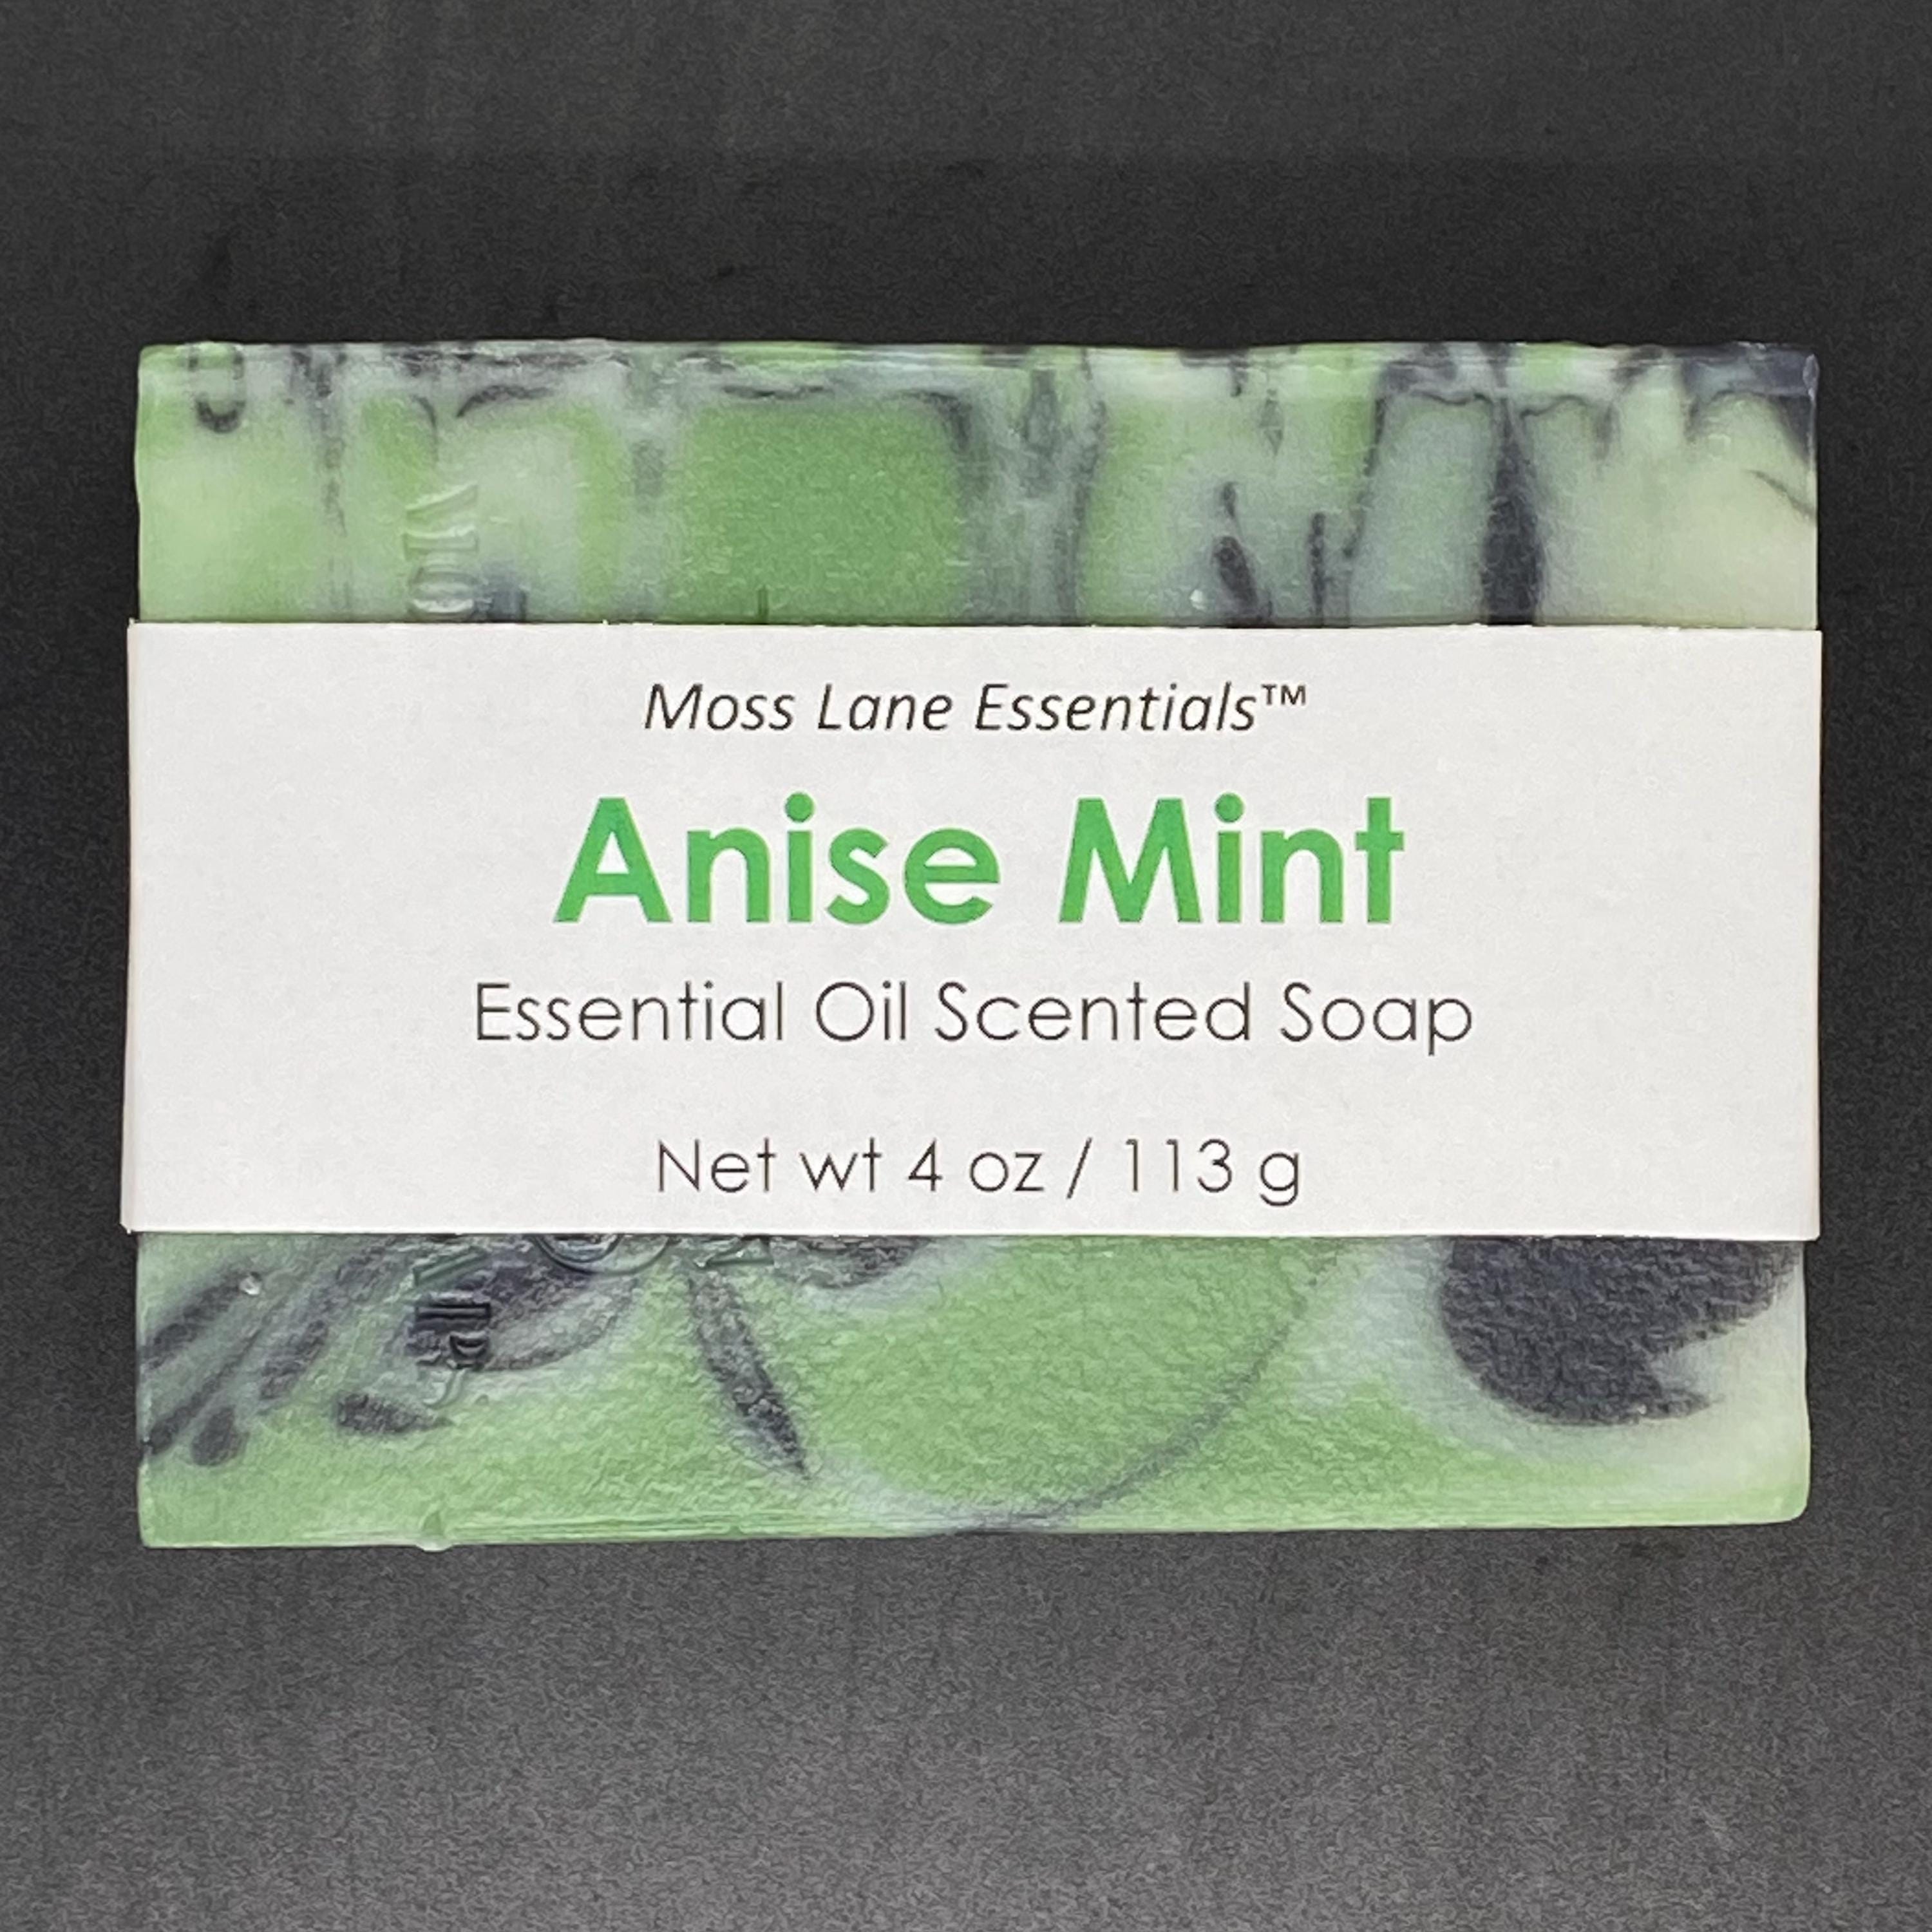 Moss Lane Essentials™
Anise Mint
Essential Oil Scented Soap
Net wt 4 oz / 113 g